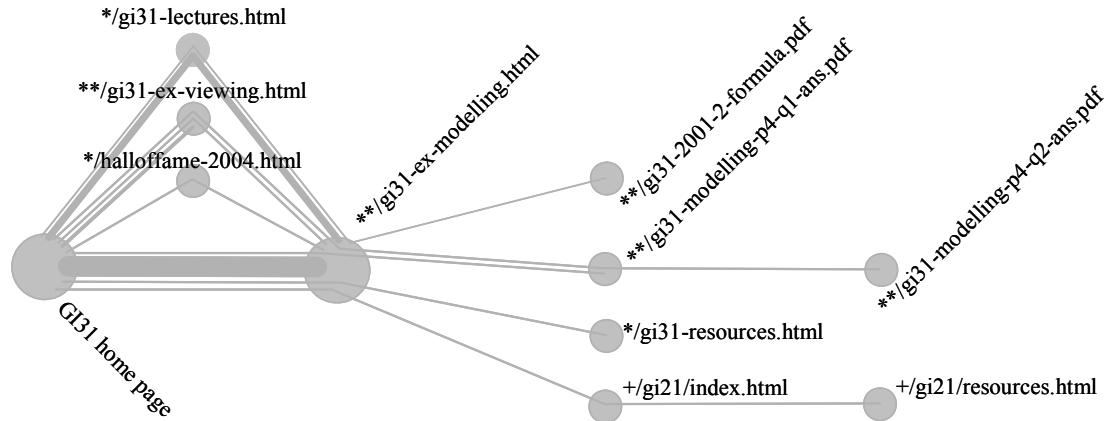 */gi31-lectures.html
**/gi31-ex-viewing.html
*/halloffame-2004.html
GI31 home page
**/gi31-ex-modelling.html
**/gi31-2001-2-formula.pdf
**/gi31-modelling-p4-q1-ans.pdf
**/gi31-modelling-p4-q2-ans.pdf
*/gi31-resources.html
+/gi21/index.html
+/gi21/resources.html